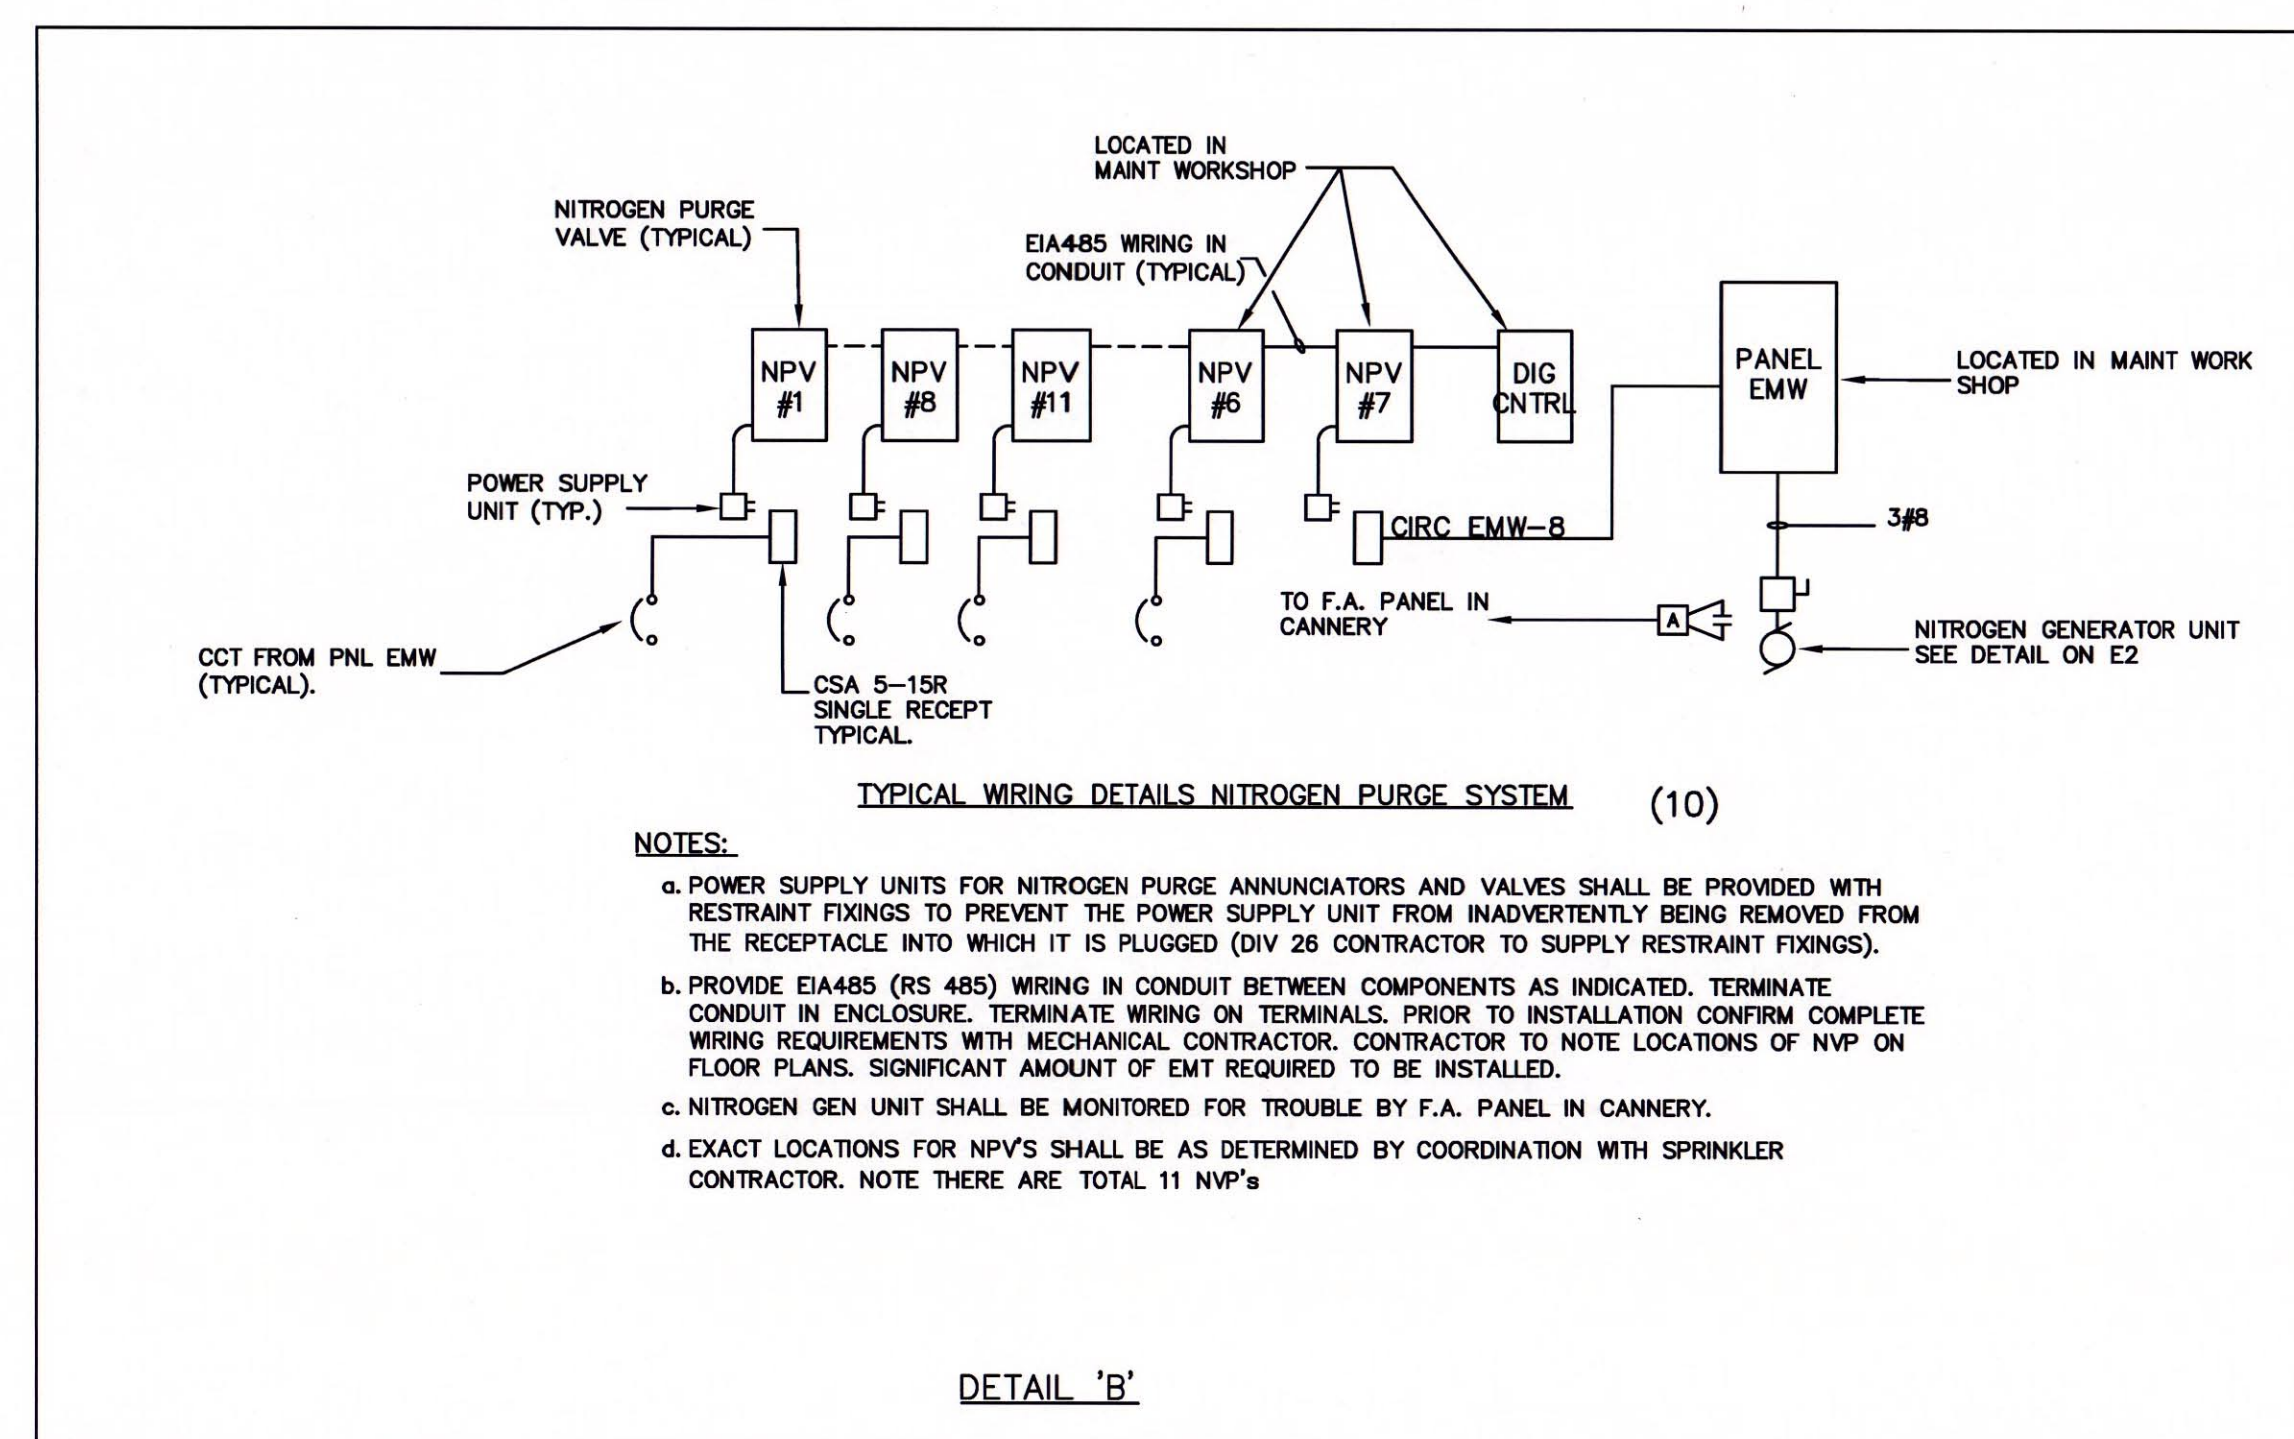 LOCATED IN
MAINT WORKSHOP
NITROGEN PURGE
VALVE (TYPICAL)
EIA485 WIRING IN
CONDUIT (TYPICAL)
NPV
#1
NPV
#8
NPV
#11
NPV
#6
NPV
#7
DIG
CNTRL
PANEL
EMW
LOCATED IN MAINT WORK
SHOP
POWER SUPPLY
UNIT (TYP.)
CIRC EMW-8
3#8
TO F.A. PANEL IN
CANNERY
A
NITROGEN GENERATOR UNIT
SEE DETAIL ON E2
CCT FROM PNL EMW
(TYPICAL).
CSA 5-15R
SINGLE RECEPT
TYPICAL.
TYPICAL WIRING DETAILS NITROGEN PURGE SYSTEM (10)
NOTES:
a. POWER SUPPLY UNITS FOR NITROGEN PURGE ANNUNCIATORS AND VALVES SHALL BE PROVIDED WITH
RESTRAINT FIXINGS TO PREVENT THE POWER SUPPLY UNIT FROM INADVERTENTLY BEING REMOVED FROM
THE RECEPTACLE INTO WHICH IT IS PLUGGED (DIV 26 CONTRACTOR TO SUPPLY RESTRAINT FIXINGS).
b. PROVIDE EIA485 (RS 485) WIRING IN CONDUIT BETWEEN COMPONENTS AS INDICATED. TERMINATE
CONDUIT IN ENCLOSURE. TERMINATE WIRING ON TERMINALS. PRIOR TO INSTALLATION CONFIRM COMPLETE
WIRING REQUIREMENTS WITH MECHANICAL CONTRACTOR. CONTRACTOR TO NOTE LOCATIONS OF NVP ON
FLOOR PLANS. SIGNIFICANT AMOUNT OF EMT REQUIRED TO BE INSTALLED.
c. NITROGEN GEN UNIT SHALL BE MONITORED FOR TROUBLE BY F.A. PANEL IN CANNERY.
d. EXACT LOCATIONS FOR NPV'S SHALL BE AS DETERMINED BY COORDINATION WITH SPRINKLER
CONTRACTOR. NOTE THERE ARE TOTAL 11 NVP's
DETAIL 'B'